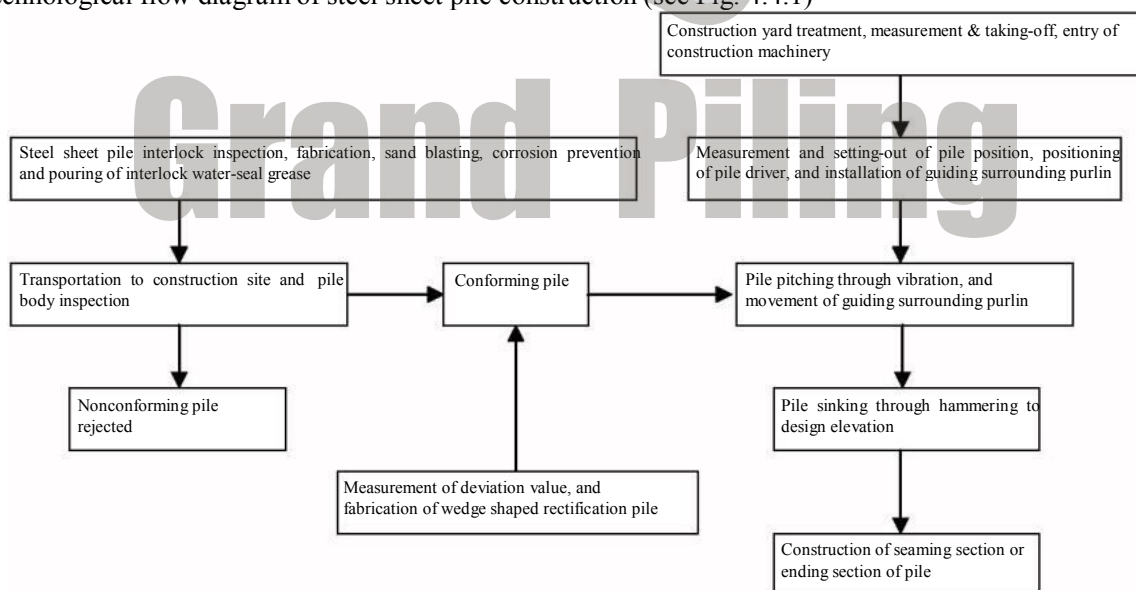 technological flow diagram of steel sheet pile construction (see Fig. 4.4.1)
Construction yard treatment, measurement & taking-off, entry of
construction machinery
Grand Piling
Steel sheet pile interlock inspection, fabrication, sand blasting, corrosion prevention
and pouring of interlock water-seal grease
Measurement and setting-out of pile position, positioning
of pile driver, and installation of guiding surrounding purlin
Transportation to construction site and pile
body inspection
Conforming pile
Pile pitching through vibration, and
movement of guiding surrounding purlin
Nonconforming pile
rejected
Pile sinking through hammering to
design elevation
Measurement of deviation value, and
fabrication of wedge shaped rectification pile
Construction of seaming section or
ending section of pile